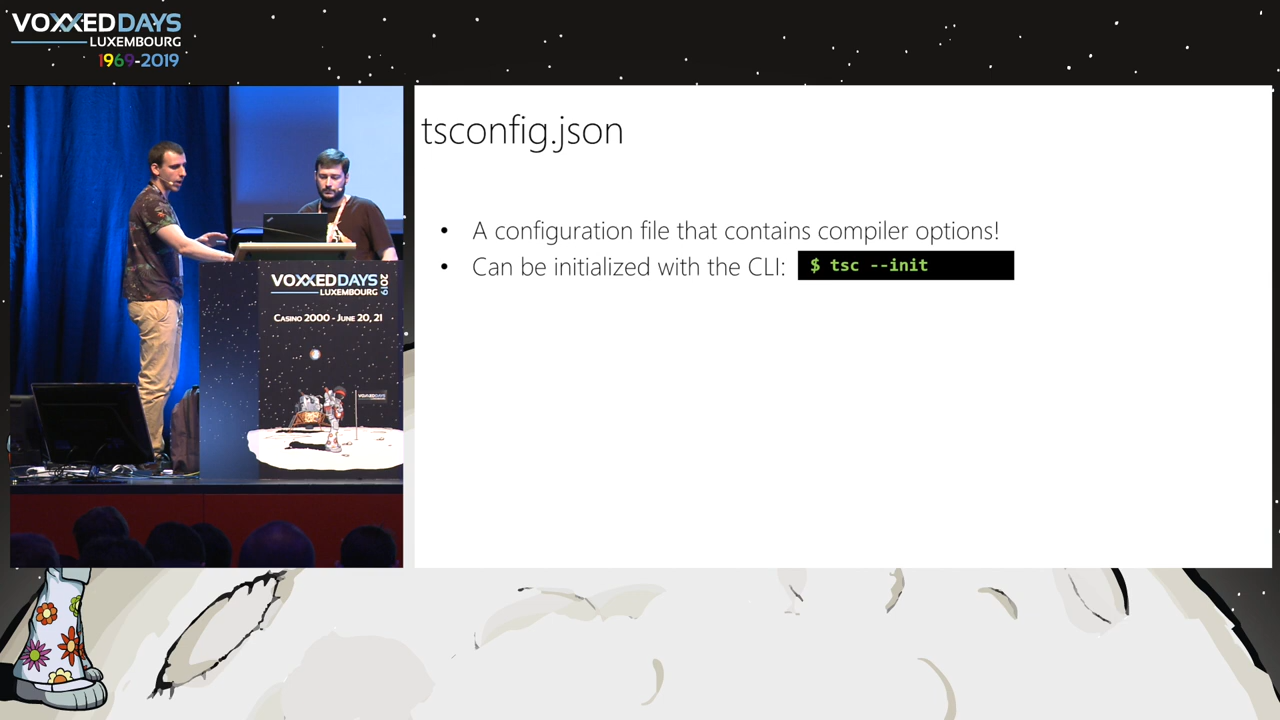 VOXXEDDAYS
LUXEMBOURG
1969-2019
VOXXEDDAYS
LUXEMBOURG
2019
CASINO 2000 - JUNE 20, 21
VOXXEDDAYS
tsconfig.json
• A configuration file that contains compiler options!
• Can be initialized with the CLI: $ tsc --init